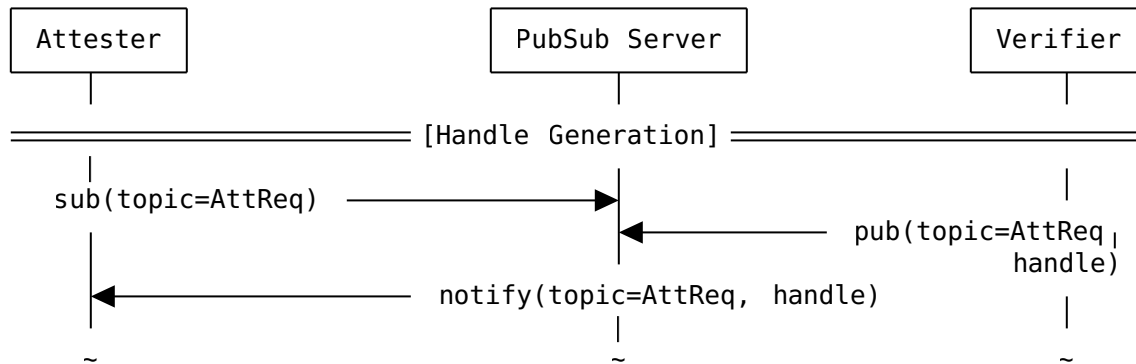 Attester
PubSub Server
Verifier
[Handle Generation]
sub(topic=AttReq)
pub(topic=AttReq,
handle)
notify(topic=AttReq, handle)
~ ~ ~